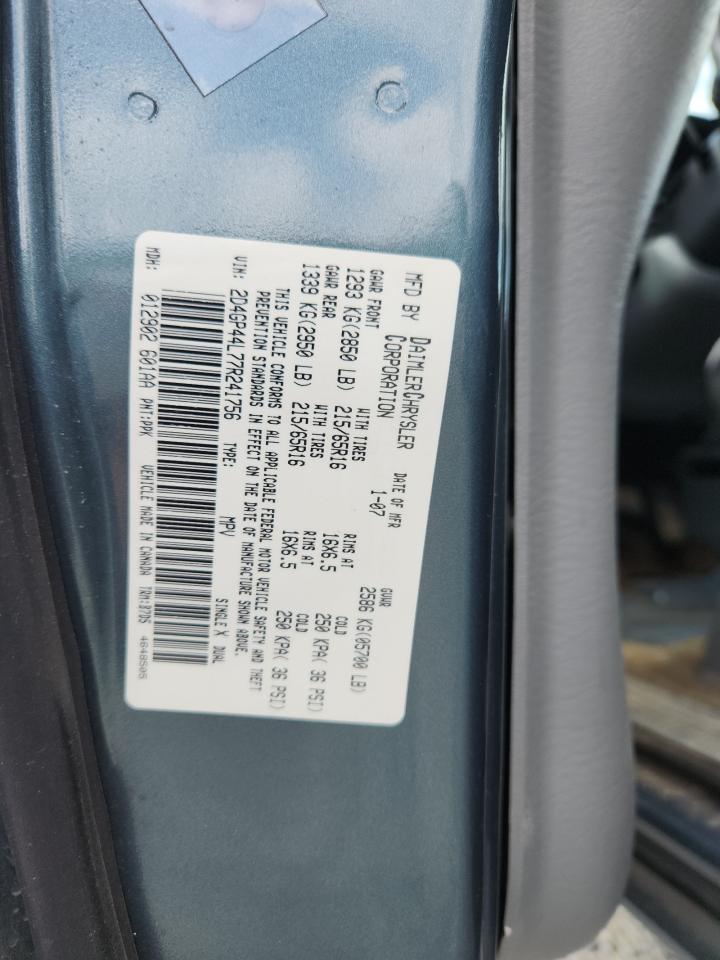 MFD BY DAIMLERCHRYSLER CORPORATION
DATE OF MFR 1-07
GVWR 2586 KG(05700 LB)
GAWR FRONT WITH TIRES RIMS AT COLD
1293 KG(2850 LB) 215/65R16 16X6.5 250 KPA( 36 PSI)
GAWR REAR WITH TIRES RIMS AT COLD
1339 KG(2950 LB) 215/65R16 16X6.5 250 KPA( 36 PSI)
THIS VEHICLE CONFORMS TO ALL APPLICABLE FEDERAL MOTOR VEHICLE SAFETY AND THEFT
PREVENTION STANDARDS IN EFFECT ON THE DATE OF MANUFACTURE SHOWN ABOVE.
VIN: 2D4GP44L77R241756 TYPE: MPV SINGLE X DUAL
MDH: 012902 601AA PNT:PPK VEHICLE MADE IN CANADA TRM:B7DS 4648505